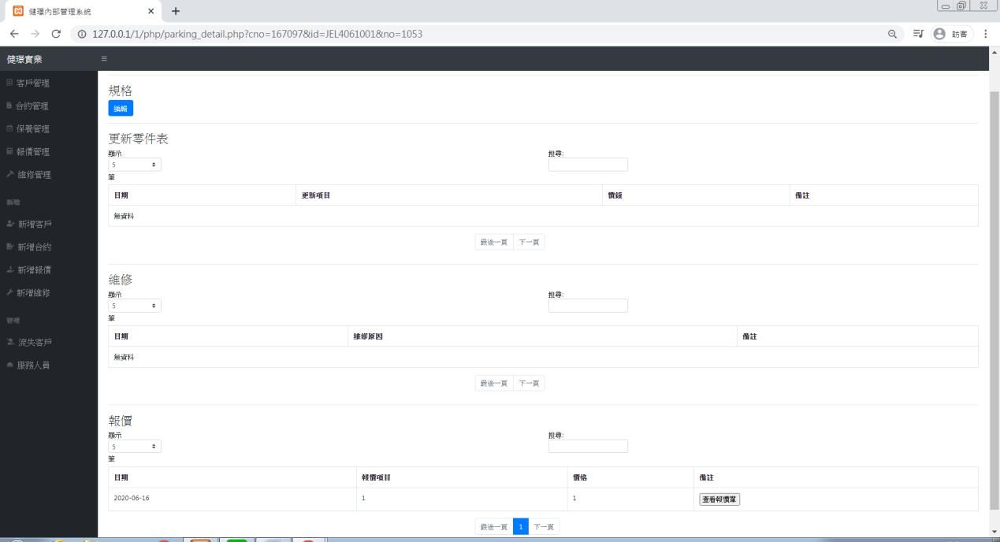 健璟內部管理系統
127.0.0.1/1/php/parking_detail.php?cno=167097&id=JEL4061001&no=1053
訪客
健璟實業
客戶管理
合約管理
保養管理
報價管理
維修管理
新增
新增客戶
新增合約
新增報價
新增維修
管理
流失客戶
服務人員
規格
編輯
更新零件表
顯示
5
筆
搜尋:
日期 更新項目 價錢 備註
無資料
最後一頁 下一頁
維修
顯示
5
筆
搜尋:
日期 維修原因 備註
無資料
最後一頁 下一頁
報價
顯示
5
筆
搜尋:
日期 報價項目 價格 備註
2020-06-16 1 1 查看報價單
最後一頁 1 下一頁